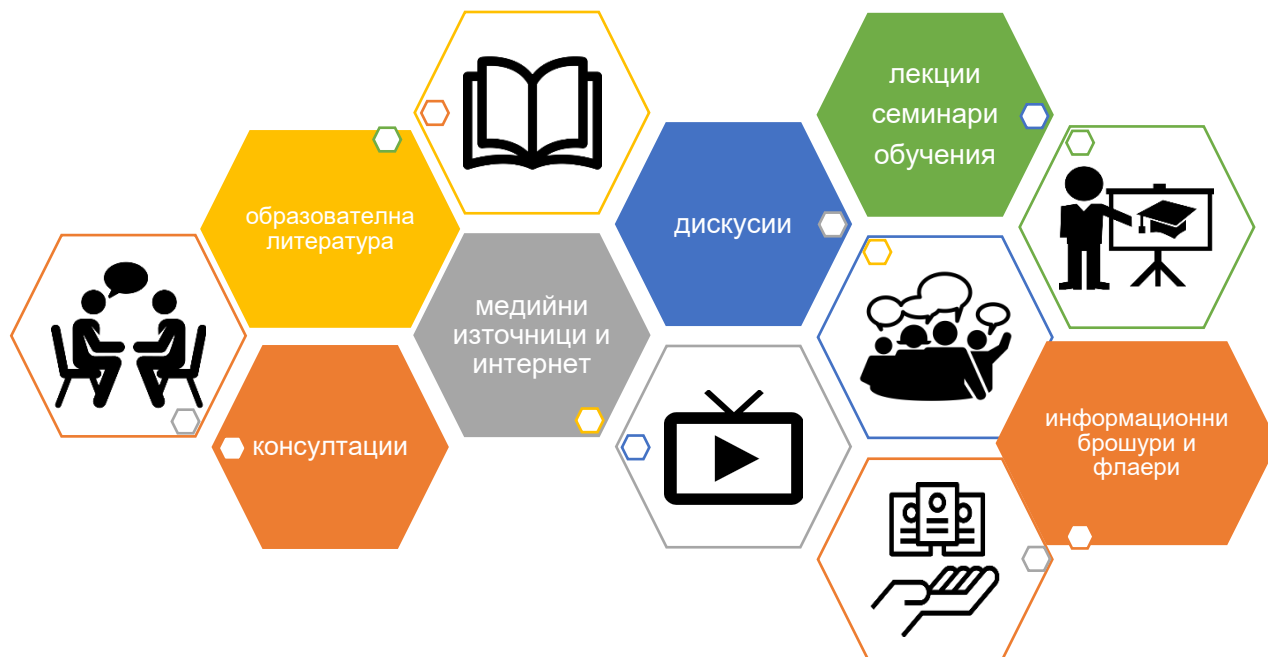 лекции
семинари
обучения
образователна
литература
дискусии
медийни
източници и
интернет
консултации
информационни
брошури и
флаери